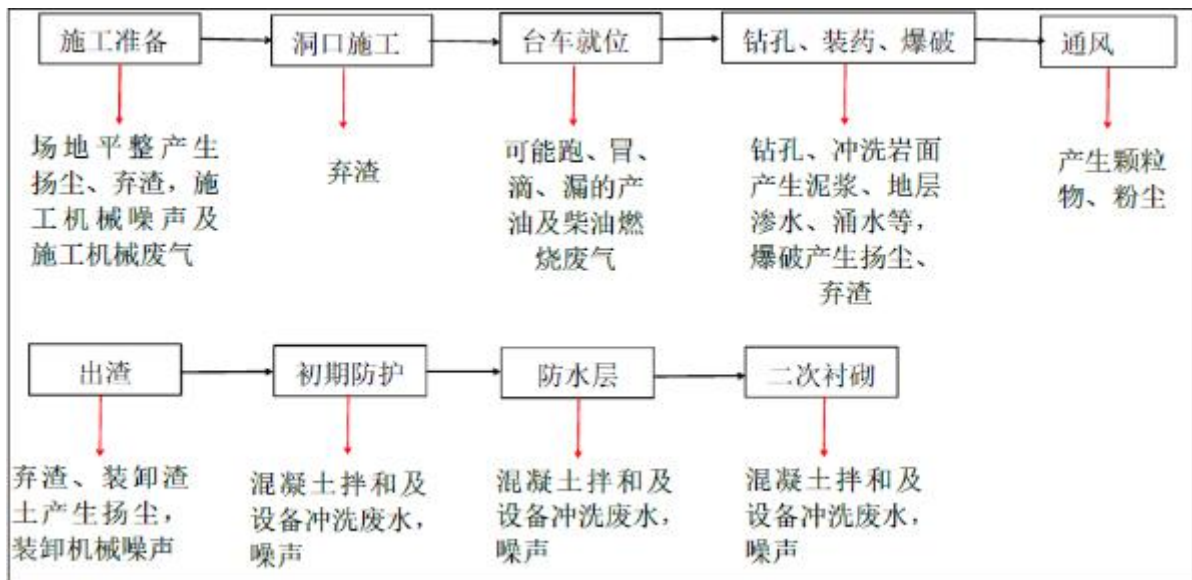 施工准备
洞口施工
台车就位
钻孔、装药、爆破
通风
场地平整产生
扬尘、弃渣，施
工机械噪声及
施工机械废气
弃渣
可能跑、冒、
滴、漏的产
油及柴油燃
烧废气
钻孔、冲洗岩面
产生泥浆、地层
渗水、涌水等，
爆破产生扬尘、
弃渣
产生颗粒
物、粉尘
出渣
初期防护
防水层
二次衬砌
弃渣、装卸渣
土产生扬尘，
装卸机械噪声
混凝土拌和及
设备冲洗废水，
噪声
混凝土拌和及
设备冲洗废水，
噪声
混凝土拌和及
设备冲洗废水，
噪声